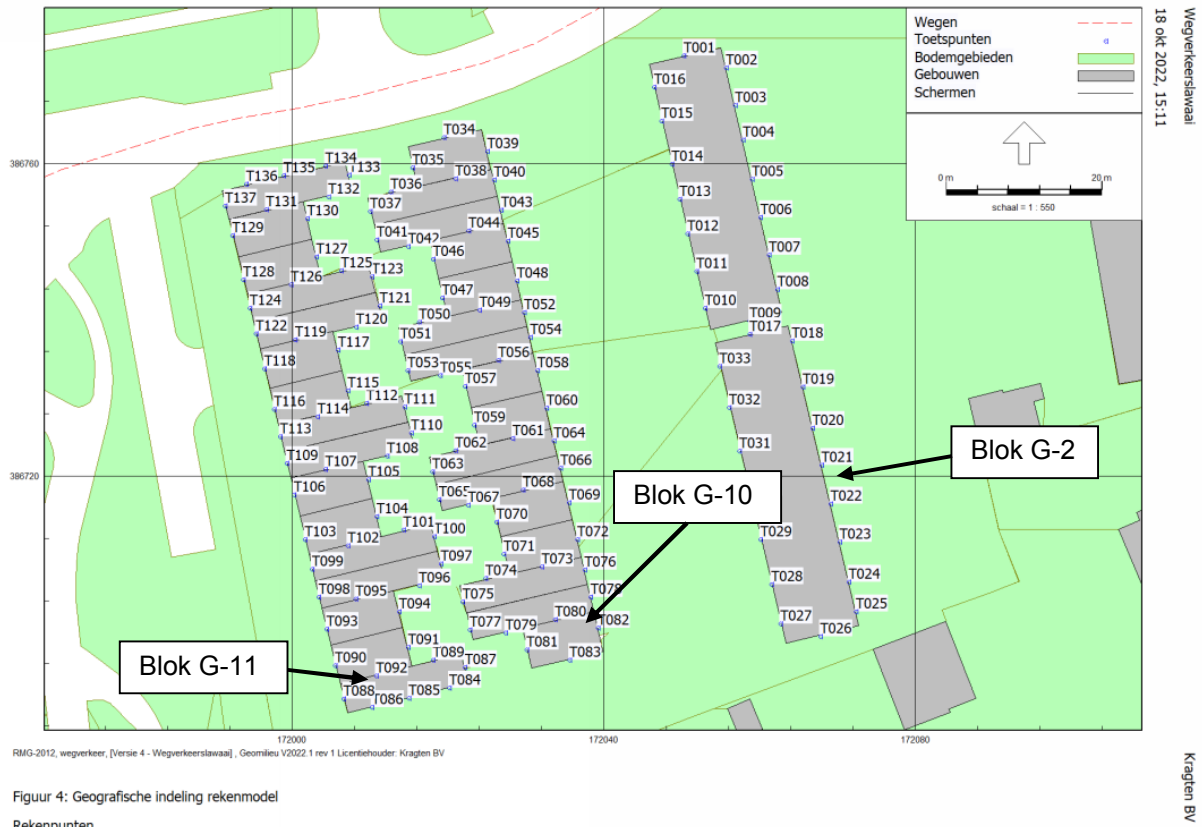 Wegverkeerslawaai
18 okt 2022, 15:11
Wegen
Toetspunten
Bodemgebieden
Gebouwen
Schermen
0 m 20 m
schaal = 1 : 550
T001
T002
T016
T003
T015
T004
T014
T005
T013
T006
T012
T007
T011
T008
T010
T009
T017
T018
T033
T019
T032
T020
T031
T021
T022
T029
T023
T028
T024
T025
T027
T026
T034
T039
T035
T038
T040
T036
T037
T043
T044
T041
T042
T045
T046
T048
T047
T049
T052
T050
T051
T054
T056
T053
T055
T058
T057
T060
T059
T061
T064
T062
T063
T066
T068
T065
T067
T069
T070
T072
T071
T073
T076
T074
T075
T078
T080
T077
T079
T082
T081
T083
T134
T135
T133
T136
T132
T137
T131
T130
T129
T127
T125
T128
T126
T123
T124
T121
T122
T120
T119
T117
T118
T115
T116
T112
T111
T114
T113
T110
T109
T108
T107
T105
T106
T104
T103
T101
T100
T102
T099
T097
T098
T096
T095
T094
T093
T091
T090
T089
T092
T087
T088
T084
T086
T085
Blok G-2
Blok G-10
Blok G-11
386760
386720
172000
172040
172080
RMG-2012, wegverkeer, [Versie 4 - Wegverkeerslawaai] , Geomilieu V2022.1 rev 1 Licentiehouder: Kragten BV
Kragten BV
Figuur 4: Geografische indeling rekenmodel
Rekenpunten